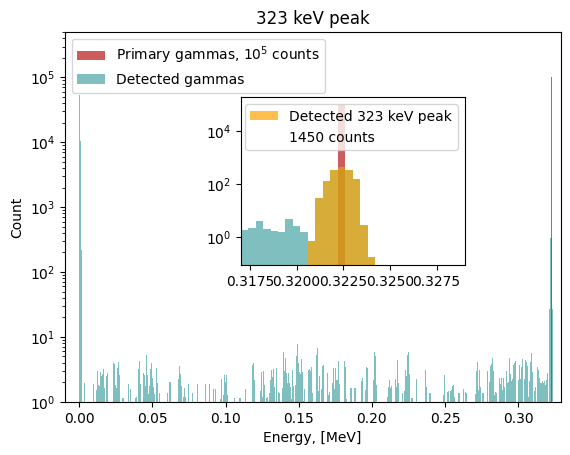 323 keV peak
Primary gammas, 10⁵ counts
Detected gammas
10⁵
10⁴
10³
10²
10¹
10⁰
Count
Detected 323 keV peak
1450 counts
10⁴
10²
10⁰
0.3175 0.3200 0.3225 0.3250 0.3275
0.00 0.05 0.10 0.15 0.20 0.25 0.30
Energy, [MeV]